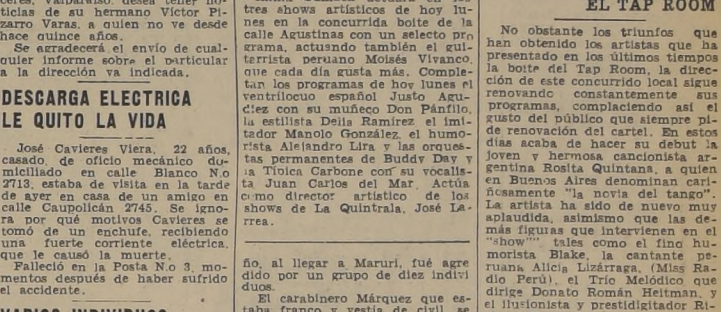 ceres, Valparaíso, desea tener no-
ticias de su hermano Víctor Pi-
zarro Varas, a quien no ve desde
hace quince años.
Se agradecerá el envío de cual-
quier informe sobre el particular
a la dirección ya indicada.
DESCARGA ELECTRICA
LE QUITO LA VIDA
José Cavieres Viera, 22 años,
casado, de oficio mecánico do-
miciliado en calle Blanco N.o
2713, estaba de visita en la tarde
de ayer en casa de un amigo en
calle Caupolicán 2745. Se igno-
ra por qué motivos Cavieres se
tomó de un enchufe, recibiendo
una fuerte corriente eléctrica,
que le causó la muerte.
Falleció en la Posta N.o 3, mo-
mentos después de haber sufrido
el accidente.
VARIOS INDIVIDUOS
tres shows artísticos de hoy lu-
nes en la concurrida boite de la
calle Agustinas con un selecto pro
grama, actuando también el gui-
terrista peruano Moisés Vivanco,
que cada día gusta más. Comple-
tan los programas de hoy lunes el
ventrílocuo español Justo Agu-
diez con su muñeco Don Pánfilo,
la estilista Delia Ramírez el imi-
tador Manolo González, el humo-
rista Alejandro Lira y las orques-
tas permanentes de Buddy Day y
la Típica Carbone con su vocalis-
ta Juan Carlos del Mar. Actúa
como director artístico de los
shows de La Quintrala, José La-
rrea.
ño, al llegar a Maruri, fué agre
dido por un grupo de diez indivi
duos.
El carabinero Márquez que es-
taba franco y vestía de civil, se
EL TAP ROOM
No obstante los triunfos que
han obtenido los artistas que ha
presentado en los últimos tiempos
la boite del Tap Room, la direc-
ción de este concurrido local sigue
renovando constantemente sus
programas, complaciendo así el
gusto del público que siempre pi-
de renovación del cartel. En estos
días acaba de hacer su debut la
joven y hermosa cancionista ar-
gentina Rosita Quintana, a quien
en Buenos Aires denominan cari-
ñosamente "la novia del tango".
La artista ha sido de nuevo muy
aplaudida, asimismo que las de-
más figuras que intervienen en el
"show"", tales como el fino hu-
morista Blake, la cantante pe-
ruana Alicia Lizárraga, (Miss Ra-
dio Perú), el Trío Melódico que
dirige Donato Román Heitman, y
el ilusionista y prestidigitador Ri-